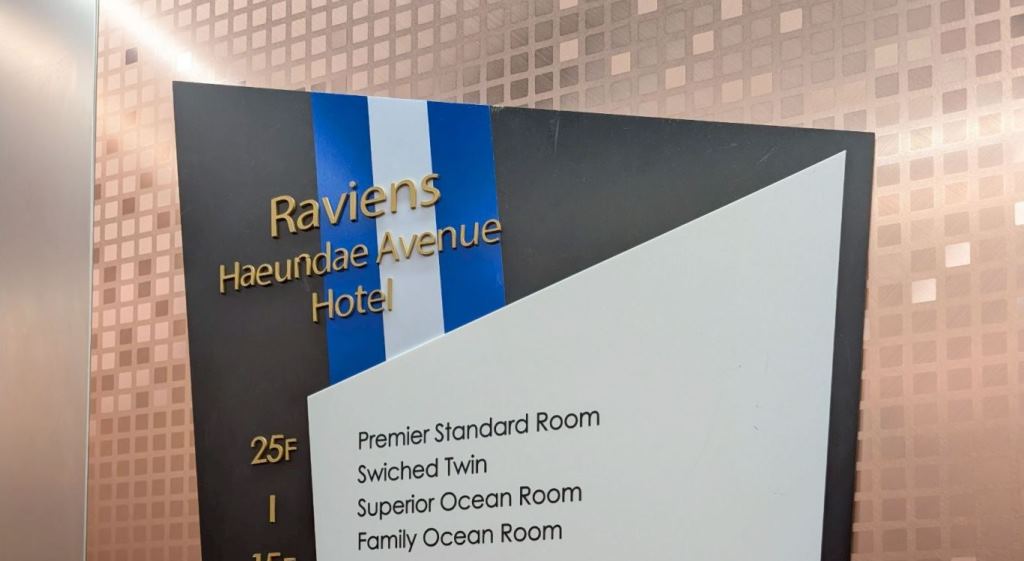 Raviens
Haeundae Avenue
Hotel
25F
Premier Standard Room
Swiched Twin
|
Superior Ocean Room
Family Ocean Room